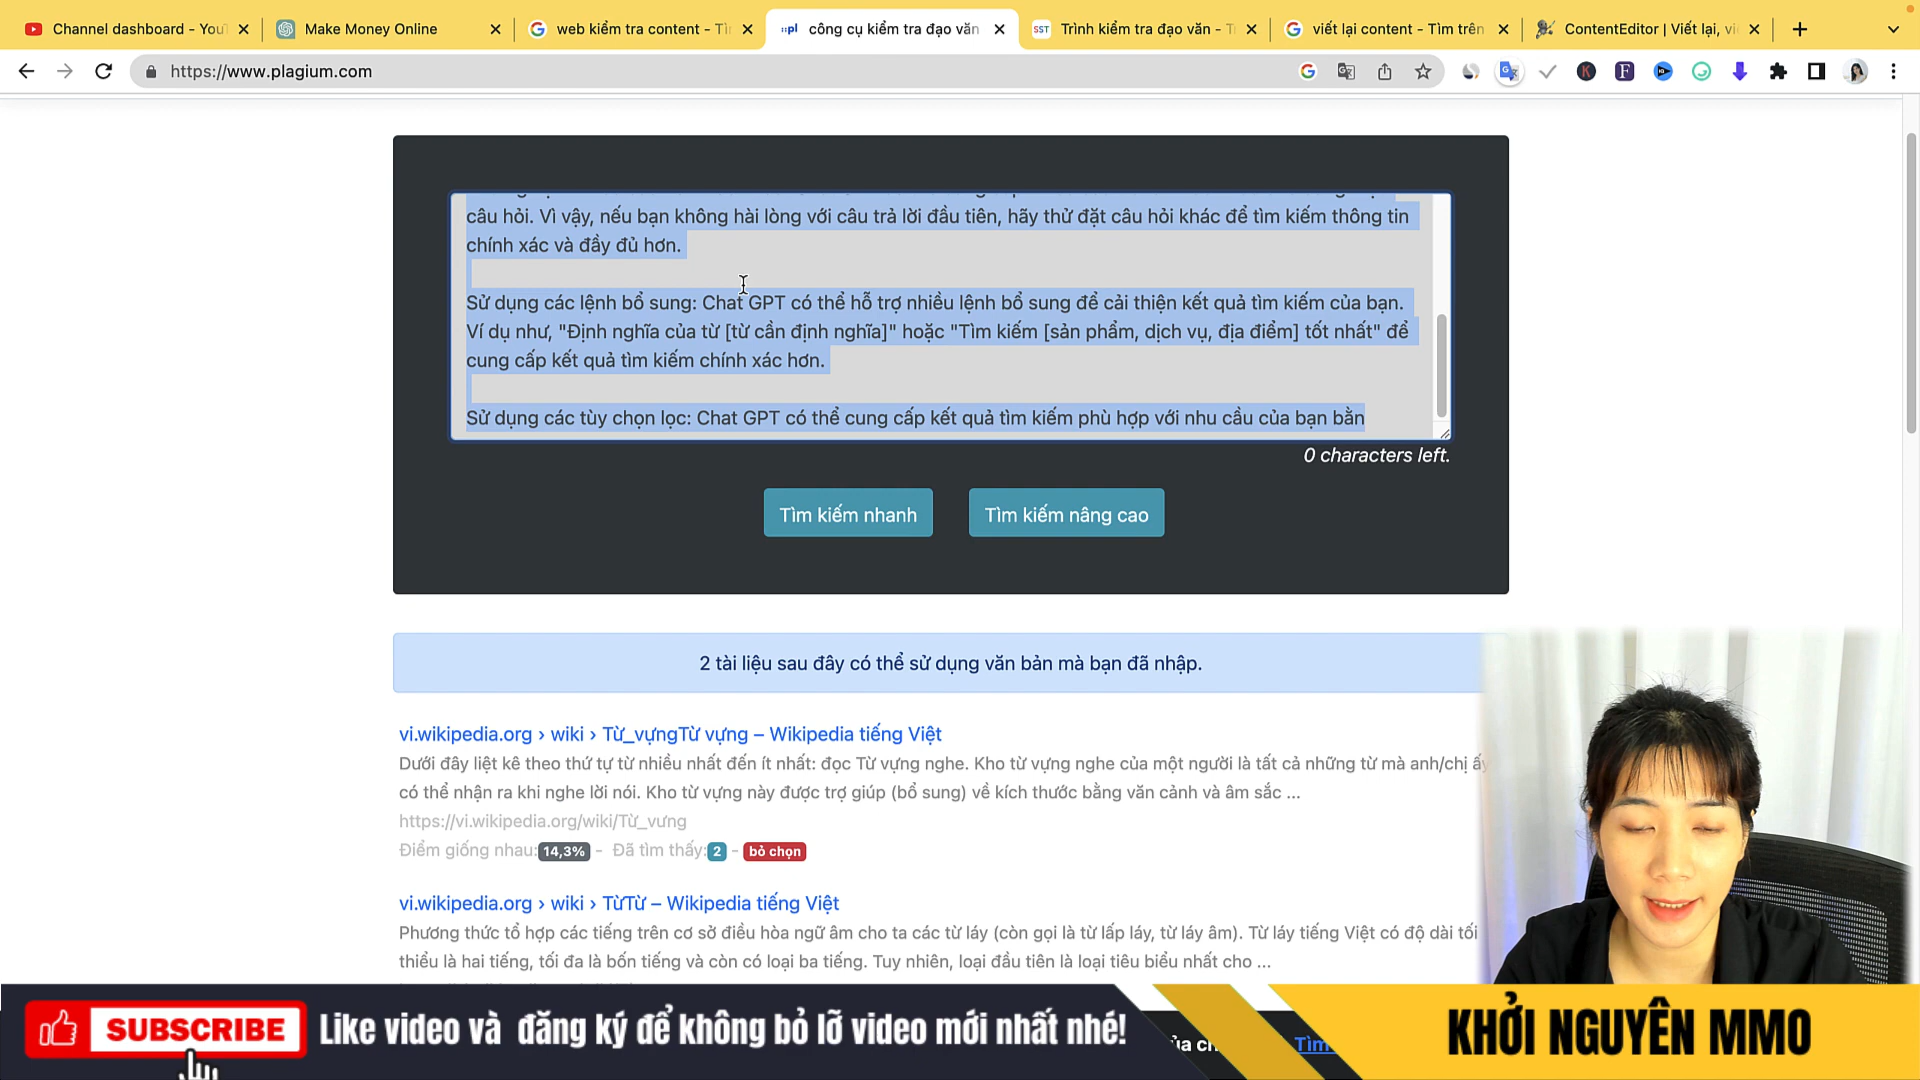 Channel dashboard - YouT
Make Money Online
web kiểm tra content - Tìr
công cụ kiểm tra đạo văn
Trình kiểm tra đạo văn - T
viết lại content - Tìm trên
ContentEditor | Viết lại, vi
https://www.plagium.com
câu hỏi. Vì vậy, nếu bạn không hài lòng với câu trả lời đầu tiên, hãy thử đặt câu hỏi khác để tìm kiếm thông tin
chính xác và đầy đủ hơn.
Sử dụng các lệnh bổ sung: Chat GPT có thể hỗ trợ nhiều lệnh bổ sung để cải thiện kết quả tìm kiếm của bạn.
Ví dụ như, "Định nghĩa của từ [từ cần định nghĩa]" hoặc "Tìm kiếm [sản phẩm, dịch vụ, địa điểm] tốt nhất" để
cung cấp kết quả tìm kiếm chính xác hơn.
Sử dụng các tùy chọn lọc: Chat GPT có thể cung cấp kết quả tìm kiếm phù hợp với nhu cầu của bạn bằn
0 characters left.
Tìm kiếm nhanh
Tìm kiếm nâng cao
2 tài liệu sau đây có thể sử dụng văn bản mà bạn đã nhập.
vi.wikipedia.org › wiki › Từ_vựngTừ vựng – Wikipedia tiếng Việt
Dưới đây liệt kê theo thứ tự từ nhiều nhất đến ít nhất: đọc Từ vựng nghe. Kho từ vựng nghe của một người là tất cả những từ mà anh/chị ấy
có thể nhận ra khi nghe lời nói. Kho từ vựng này được trợ giúp (bổ sung) về kích thước bằng văn cảnh và âm sắc ...
https://vi.wikipedia.org/wiki/Từ_vưng
Điểm giống nhau: 14,3% - Đã tìm thấy: 2 - bỏ chọn
vi.wikipedia.org › wiki › TừTừ – Wikipedia tiếng Việt
Phương thức tổ hợp các tiếng trên cơ sở điều hòa ngữ âm cho ta các từ láy (còn gọi là từ lấp láy, từ láy âm). Từ láy tiếng Việt có độ dài tối
thiểu là hai tiếng, tối đa là bốn tiếng và còn có loại ba tiếng. Tuy nhiên, loại đầu tiên là loại tiêu biểu nhất cho ...
SUBSCRIBE
Like video và đăng ký để không bỏ lỡ video mới nhất nhé!
ủa ch
Tìm
KHỞI NGUYÊN MMO